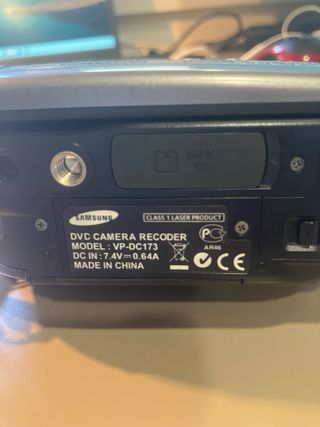 MMC
SD
SAMSUNG
CLASS 1 LASER PRODUCT
DVD CAMERA RECODER
MODEL : VP-DC173
DC IN : 7.4V⎓ 0.64A
MADE IN CHINA
AR46
CE